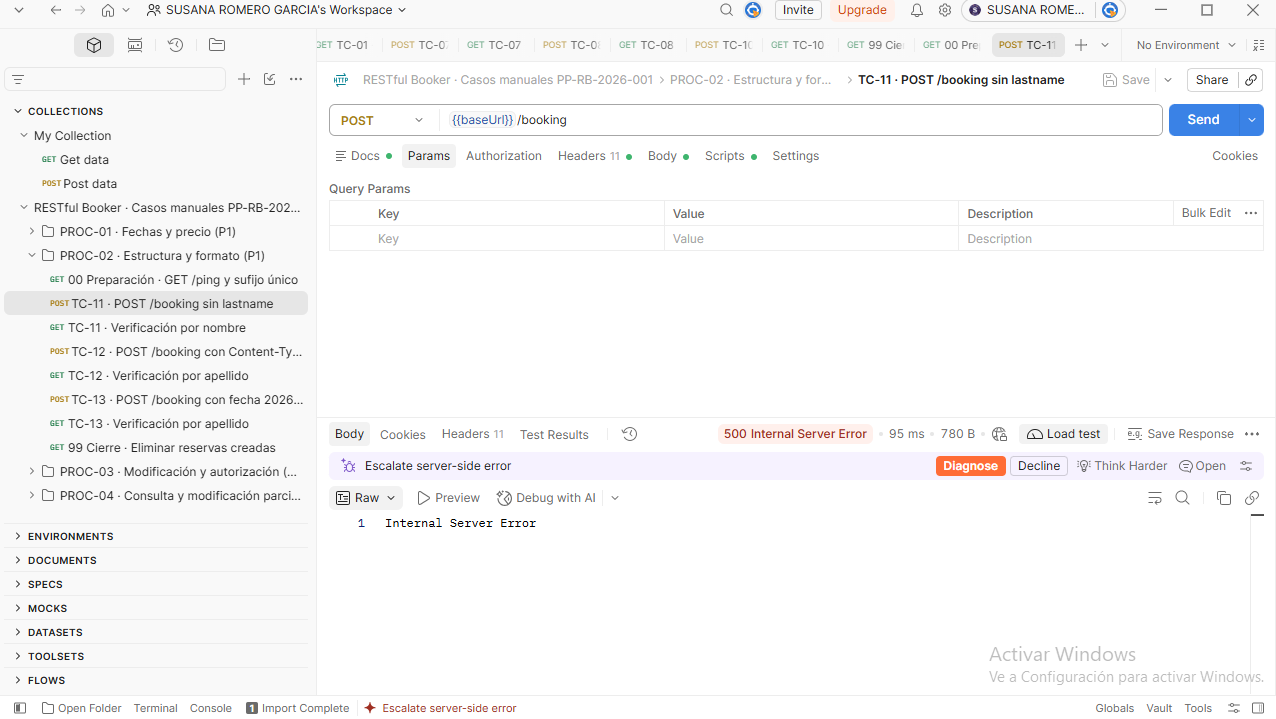 SUSANA ROMERO GARCIA's Workspace
Invite
Upgrade
SUSANA ROME...
GET TC-01
POST TC-0
GET TC-07
POST TC-0
GET TC-08
POST TC-10
GET TC-10
GET 99 Cie
GET 00 Pre
POST TC-11
No Environment
COLLECTIONS
My Collection
GET Get data
POST Post data
RESTful Booker · Casos manuales PP-RB-202...
PROC-01 · Fechas y precio (P1)
PROC-02 · Estructura y formato (P1)
GET 00 Preparación · GET /ping y sufijo único
POST TC-11 · POST /booking sin lastname
GET TC-11 · Verificación por nombre
POST TC-12 · POST /booking con Content-Ty...
GET TC-12 · Verificación por apellido
POST TC-13 · POST /booking con fecha 2026...
GET TC-13 · Verificación por apellido
GET 99 Cierre · Eliminar reservas creadas
PROC-03 · Modificación y autorización (...
PROC-04 · Consulta y modificación parci...
ENVIRONMENTS
DOCUMENTS
SPECS
MOCKS
DATASETS
TOOLSETS
FLOWS
HTTP RESTful Booker · Casos manuales PP-RB-2026-001 > PROC-02 · Estructura y for... > TC-11 · POST /booking sin lastname
Save
Share
POST
{{baseUrl}} /booking
Send
Docs
Params
Authorization
Headers 11
Body
Scripts
Settings
Cookies
Query Params
Key Value Description Bulk Edit
Key Value Description
Body
Cookies
Headers 11
Test Results
500 Internal Server Error • 95 ms • 780 B
Load test
e.g. Save Response
Escalate server-side error
Diagnose
Decline
Think Harder
Open
Raw
Preview
Debug with AI
1 Internal Server Error
Activar Windows
Ve a Configuración para activar Windows.
Open Folder
Terminal
Console
1 Import Complete
Escalate server-side error
Globals
Vault
Tools